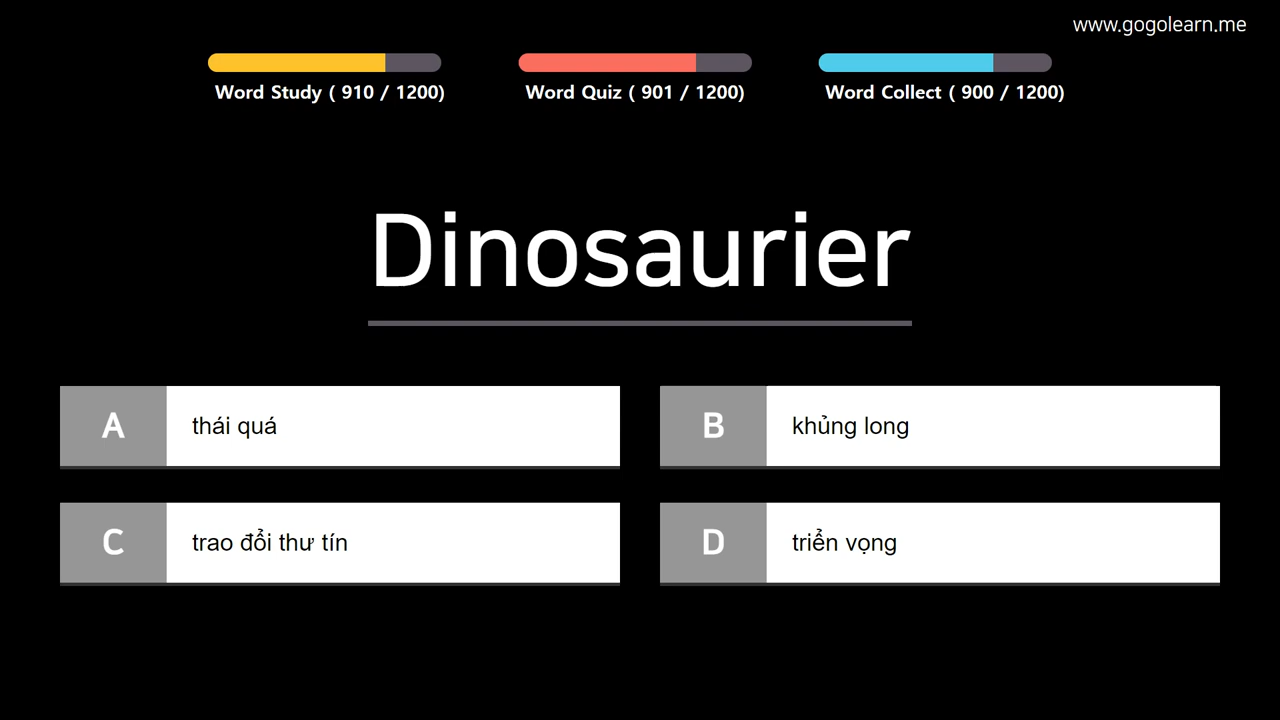 www.gogolearn.me
Word Study ( 910 / 1200)
Word Quiz ( 901 / 1200)
Word Collect ( 900 / 1200)
Dinosaurier
A thái quá
B khủng long
C trao đổi thư tín
D triển vọng